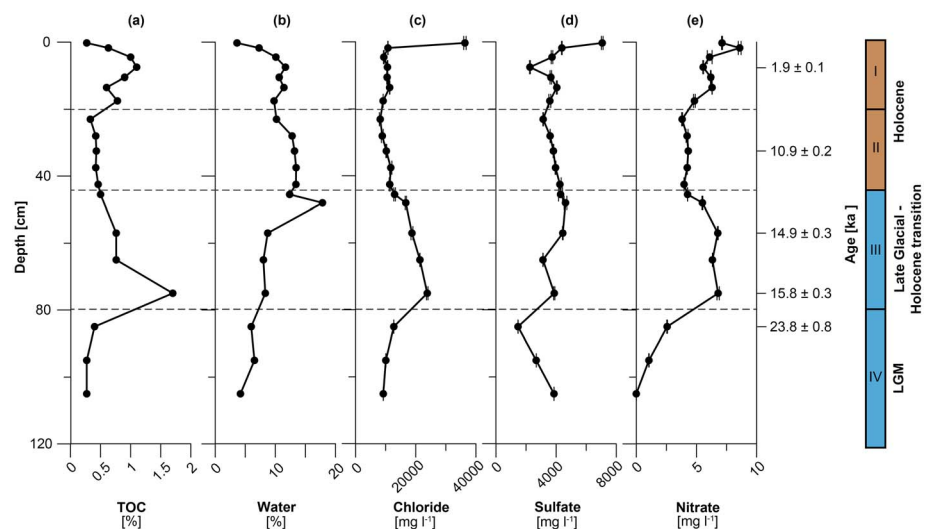 (a) (b) (c) (d) (e)
0
40
80
120
Depth [cm]
0 0.5 1 1.5 2
TOC
[%]
0 10 20
Water
[%]
0 20000 40000
Chloride
[mg l-1]
0 4000 8000
Sulfate
[mg l-1]
0 5 10
Nitrate
[mg l-1]
1.9 ± 0.1
10.9 ± 0.2
14.9 ± 0.3
15.8 ± 0.3
23.8 ± 0.8
Age [ka]
I
II
III
IV
Holocene
Late Glacial -
Holocene transition
LGM